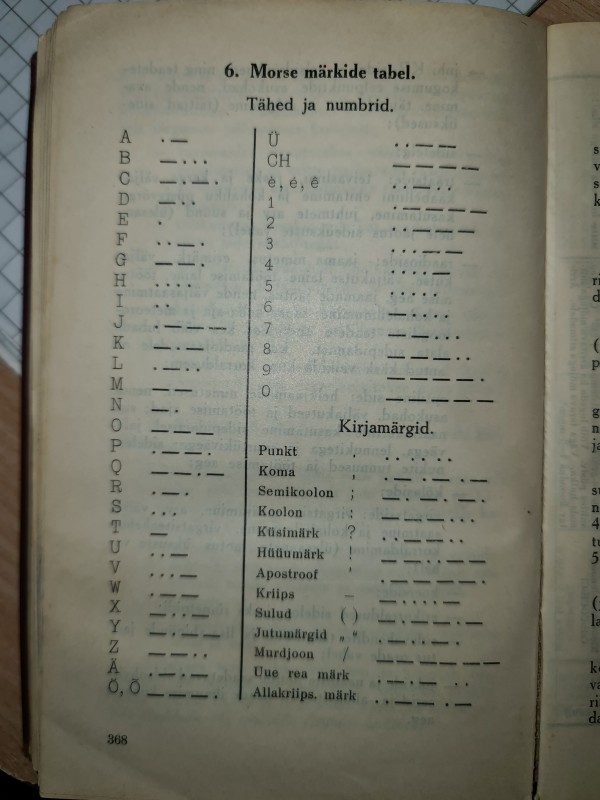 6. Morse märkide tabel.
Tähed ja numbrid.
A .—
B —...
C —.—.
D —..
E .
F ..—.
G ——.
H ....
I ..
J .———
K —.—
L .—..
M ——
N —.
O ———
P .——.
Q ——.—
R .—.
S ...
T —
U ..—
V ...—
W .——
X —..—
Y —.——
Z ——..
Ä .—.—
Ö, Õ ———.
Ü ..——
CH ————
è, é, ê ..—..
1 .————
2 ..———
3 ...——
4 ....—
5 .....
6 —....
7 ——...
8 ———..
9 ————.
0 —————
Kirjamärgid.
Punkt . ......
Koma , .—.—.—
Semikoolon ; —.—.—.
Koolon : ———...
Küsimärk ? ..——..
Hüüumärk ! ——..——
Apostroof ' .————.
Kriips – —....—
Sulud ( )
Jutumärgid „ “ .—..—.
Murdjoon /
Uue rea märk .—.—..
Allakriips. märk ..——.—
368